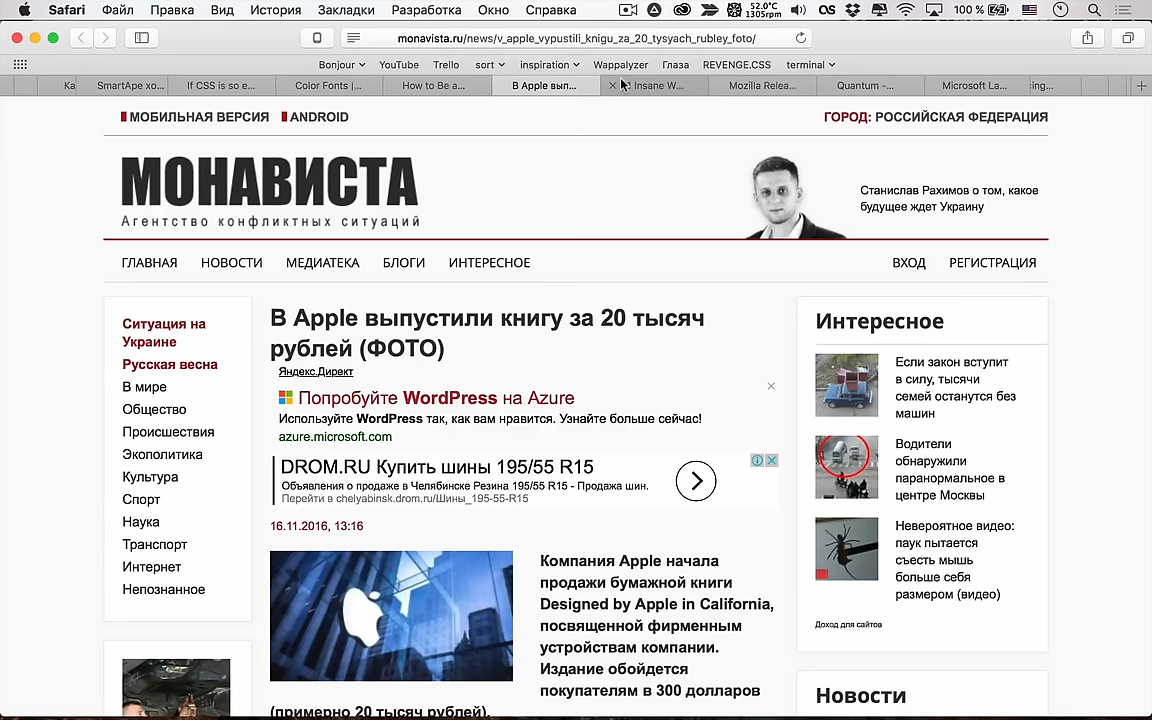 Safari Файл Правка Вид История Закладки Разработка Окно Справка 52.0°C 1305rpm 100 %
monavista.ru/news/v_apple_vypustili_knigu_za_20_tysyach_rubley_foto/
Bonjour YouTube Trello sort inspiration Wappalyzer Глаза REVENGE.CSS terminal
Ka SmartApe xo... If CSS is so e... Color Fonts |... How to Be a... В Apple вып... Insane W... Mozilla Relea... Quantum -... Microsoft La... ing...
МОБИЛЬНАЯ ВЕРСИЯ ANDROID ГОРОД: РОССИЙСКАЯ ФЕДЕРАЦИЯ
МОНАВИСТА
Агентство конфликтных ситуаций
Станислав Рахимов о том, какое
будущее ждет Украину
ГЛАВНАЯ НОВОСТИ МЕДИАТЕКА БЛОГИ ИНТЕРЕСНОЕ ВХОД РЕГИСТРАЦИЯ
Ситуация на
Украине
Русская весна
В мире
Общество
Происшествия
Экополитика
Культура
Спорт
Наука
Транспорт
Интернет
Непознанное
В Apple выпустили книгу за 20 тысяч
рублей (ФОТО)
Яндекс.Директ
Попробуйте WordPress на Azure
Используйте WordPress так, как вам нравится. Узнайте больше сейчас!
azure.microsoft.com
DROM.RU Купить шины 195/55 R15
Объявления о продаже в Челябинске Резина 195/55 R15 - Продажа шин.
Перейти в chelyabinsk.drom.ru/Шины_195-55-R15
16.11.2016, 13:16
Компания Apple начала
продажи бумажной книги
Designed by Apple in California,
посвященной фирменным
устройствам компании.
Издание обойдется
покупателям в 300 долларов
(примерно 20 тысяч рублей).
Интересное
Если закон вступит
в силу, тысячи
семей останутся без
машин
Водители
обнаружили
паранормальное в
центре Москвы
Невероятное видео:
паук пытается
съесть мышь
больше себя
размером (видео)
Доход для сайтов
Новости